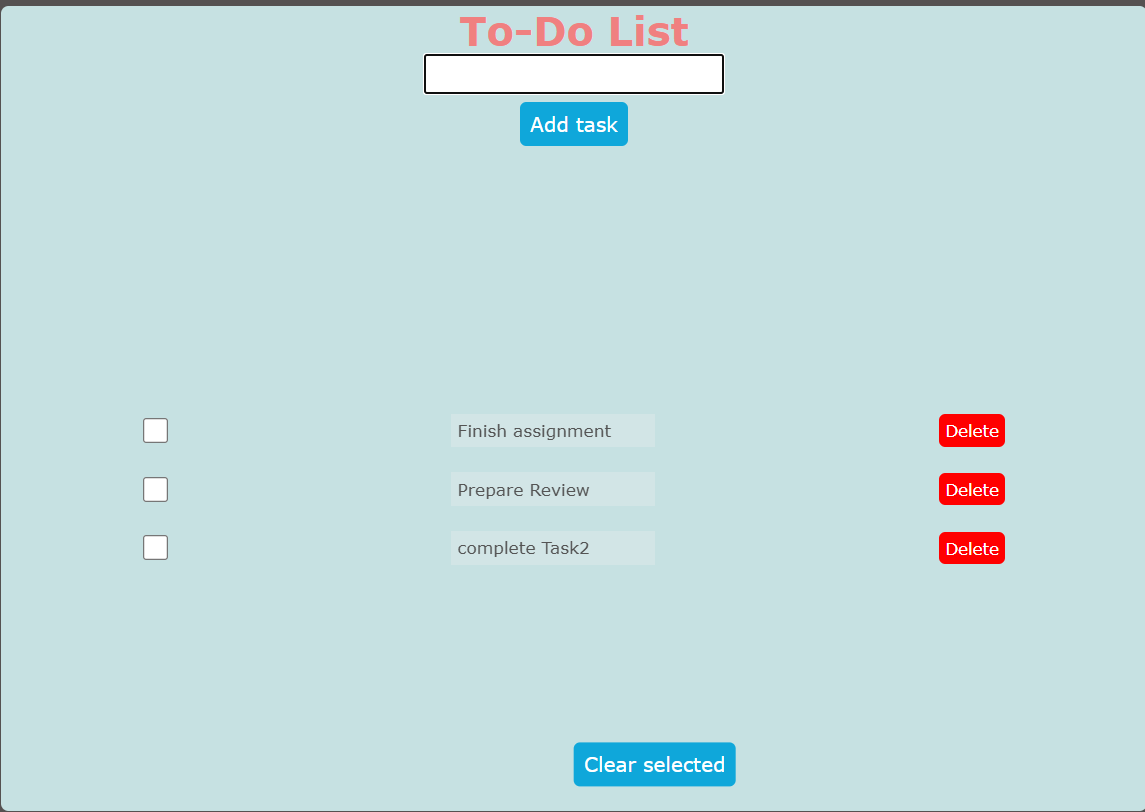 To-Do List
Add task
Finish assignment
Delete
Prepare Review
Delete
complete Task2
Delete
Clear selected